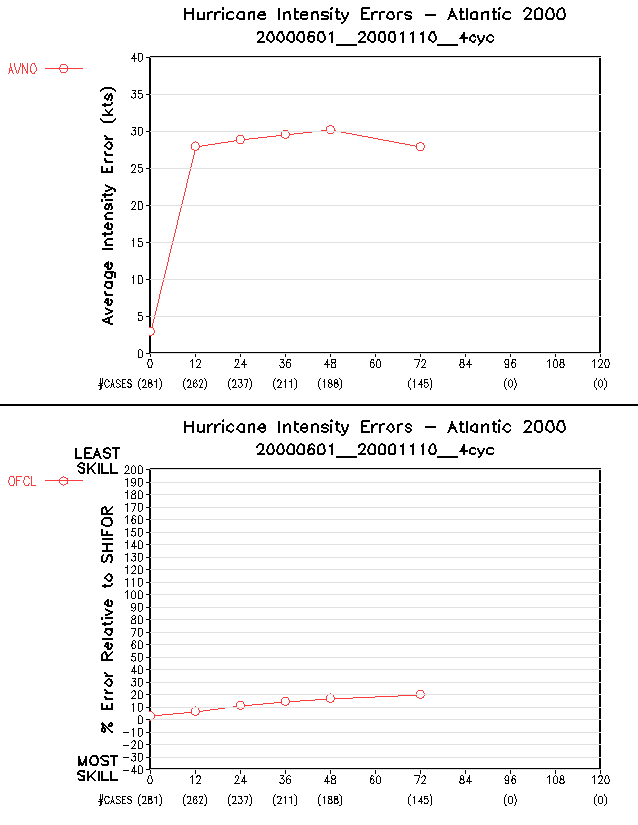 Hurricane Intensity Errors - Atlantic 2000
20000601__20001110__4cyc
AVNO
Average Intensity Error (kts)
40
35
30
25
20
15
10
5
0
0 12 24 36 48 60 72 84 96 108 120
#CASES (281) (262) (237) (211) (188) (145) (0) (0)
Hurricane Intensity Errors - Atlantic 2000
20000601__20001110__4cyc
LEAST
SKILL
OFCL
% Error Relative to SHIFOR
200
190
180
170
160
150
140
130
120
110
100
90
80
70
60
50
40
30
20
10
0
-10
-20
-30
-40
MOST
SKILL
0 12 24 36 48 60 72 84 96 108 120
#CASES (281) (262) (237) (211) (188) (145) (0) (0)